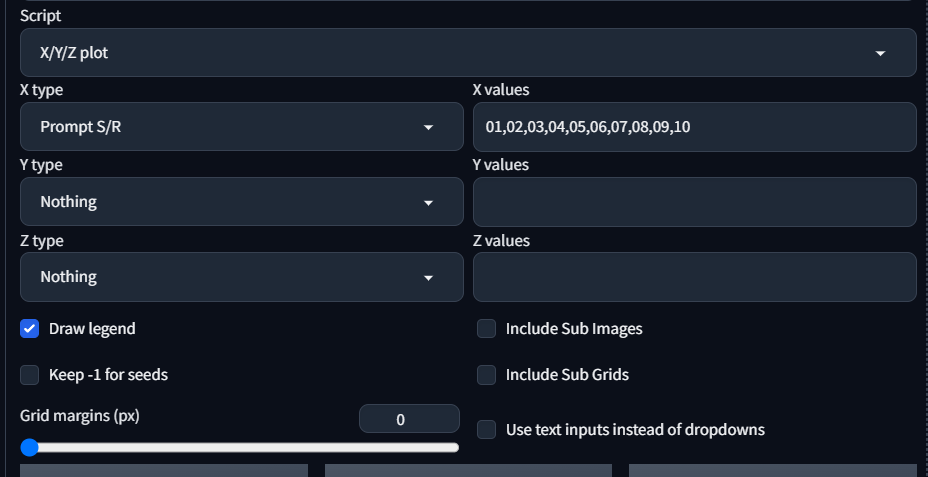 Script
X/Y/Z plot
X type
X values
Prompt S/R
01,02,03,04,05,06,07,08,09,10
Y type
Y values
Nothing
Z type
Z values
Nothing
Draw legend
Include Sub Images
Keep -1 for seeds
Include Sub Grids
Grid margins (px)
0
Use text inputs instead of dropdowns